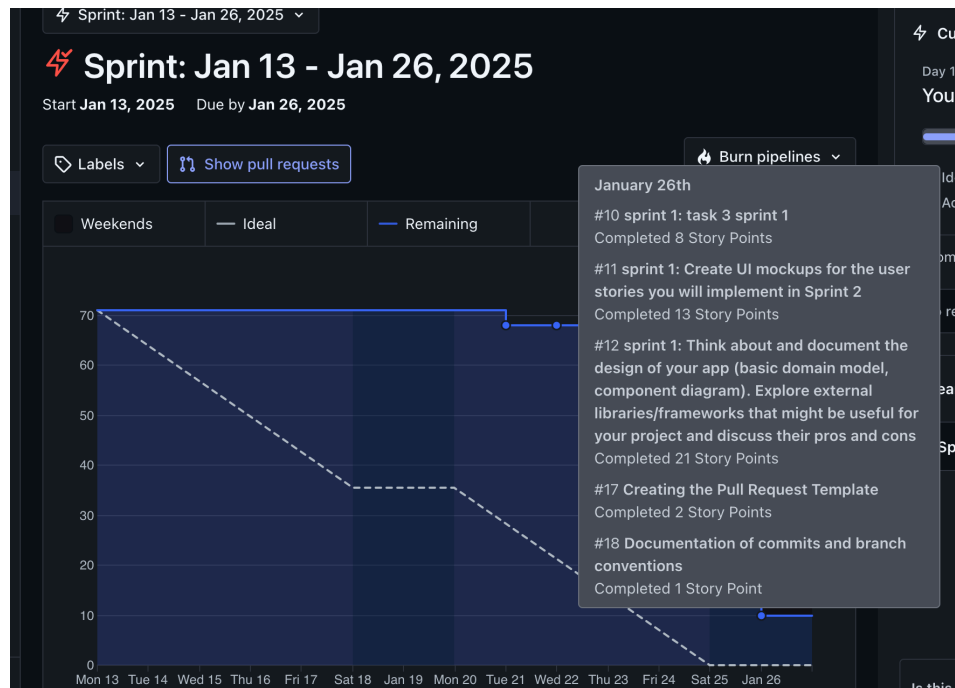 Sprint: Jan 13 - Jan 26, 2025
Sprint: Jan 13 - Jan 26, 2025
Start Jan 13, 2025 Due by Jan 26, 2025
Labels
Show pull requests
Burn pipelines
Weekends
Ideal
Remaining
January 26th
#10 sprint 1: task 3 sprint 1
Completed 8 Story Points
#11 sprint 1: Create UI mockups for the user
stories you will implement in Sprint 2
Completed 13 Story Points
#12 sprint 1: Think about and document the
design of your app (basic domain model,
component diagram). Explore external
libraries/frameworks that might be useful for
your project and discuss their pros and cons
Completed 21 Story Points
#17 Creating the Pull Request Template
Completed 2 Story Points
#18 Documentation of commits and branch
conventions
Completed 1 Story Point
70
60
50
40
30
20
10
0
Mon 13 Tue 14 Wed 15 Thu 16 Fri 17 Sat 18 Jan 19 Mon 20 Tue 21 Wed 22 Thu 23 Fri 24 Sat 25 Jan 26
Day 1
You
Is this